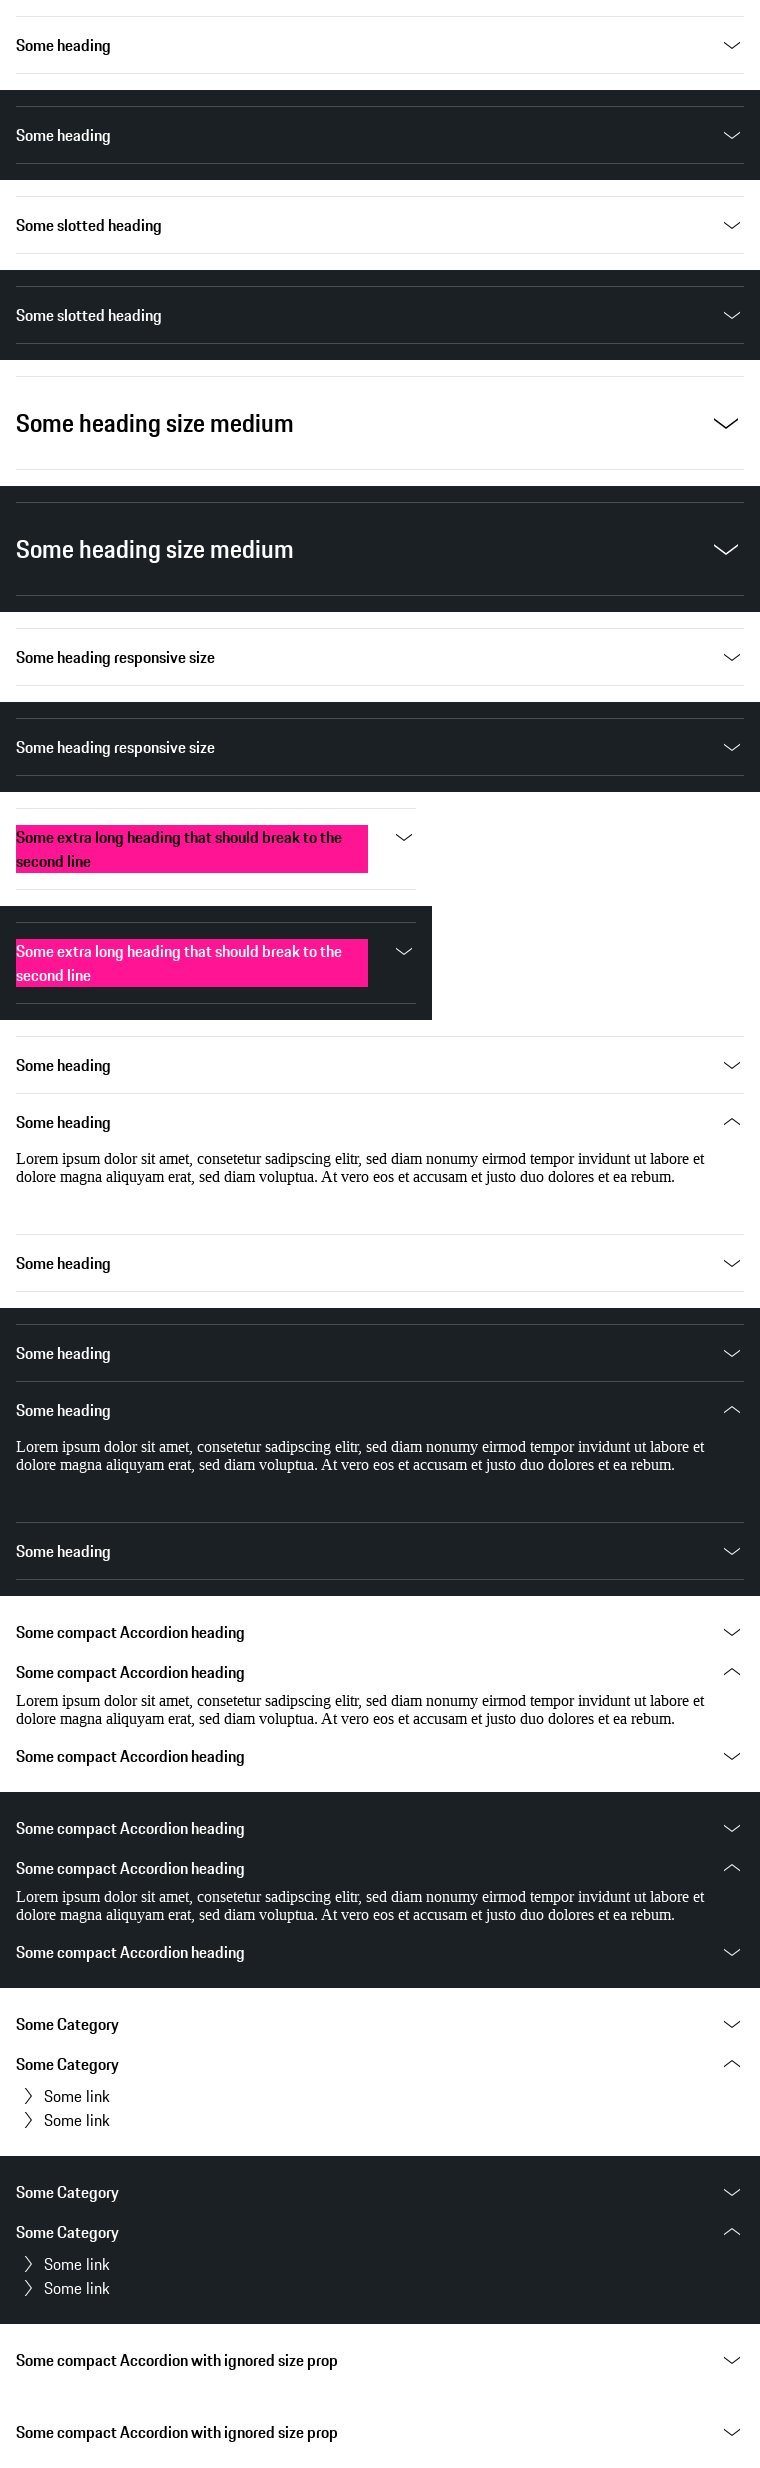 Some heading
Some heading
Some slotted heading
Some slotted heading
Some heading size medium
Some heading size medium
Some heading responsive size
Some heading responsive size
Some extra long heading that should break to the
second line
Some extra long heading that should break to the
second line
Some heading
Some heading
Lorem ipsum dolor sit amet, consetetur sadipscing elitr, sed diam nonumy eirmod tempor invidunt ut labore et
dolore magna aliquyam erat, sed diam voluptua. At vero eos et accusam et justo duo dolores et ea rebum.
Some heading
Some heading
Some heading
Lorem ipsum dolor sit amet, consetetur sadipscing elitr, sed diam nonumy eirmod tempor invidunt ut labore et
dolore magna aliquyam erat, sed diam voluptua. At vero eos et accusam et justo duo dolores et ea rebum.
Some heading
Some compact Accordion heading
Some compact Accordion heading
Lorem ipsum dolor sit amet, consetetur sadipscing elitr, sed diam nonumy eirmod tempor invidunt ut labore et
dolore magna aliquyam erat, sed diam voluptua. At vero eos et accusam et justo duo dolores et ea rebum.
Some compact Accordion heading
Some compact Accordion heading
Some compact Accordion heading
Lorem ipsum dolor sit amet, consetetur sadipscing elitr, sed diam nonumy eirmod tempor invidunt ut labore et
dolore magna aliquyam erat, sed diam voluptua. At vero eos et accusam et justo duo dolores et ea rebum.
Some compact Accordion heading
Some Category
Some Category
Some link
Some link
Some Category
Some Category
Some link
Some link
Some compact Accordion with ignored size prop
Some compact Accordion with ignored size prop